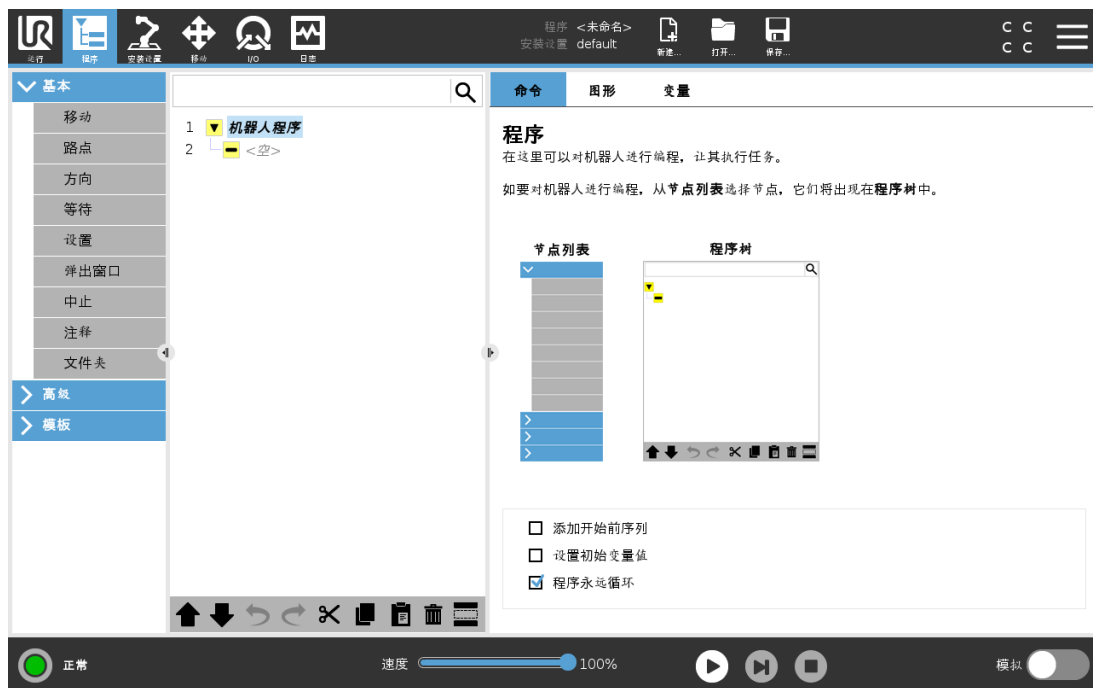 UR
程序 <未命名>
安装设置 default
C C
C C
运行
程序
安装设置
移动
I/O
日志
新建...
打开...
保存...
基本
移动
路点
方向
等待
设置
弹出窗口
中止
注释
文件夹
高级
模板
1 机器人程序
2 <空>
命令 图形 变量
程序
在这里可以对机器人进行编程，让其执行任务。
如要对机器人进行编程，从节点列表选择节点，它们将出现在程序树中。
节点列表 程序树
添加开始前序列
设置初始变量值
程序永远循环
正常
速度 100%
模拟